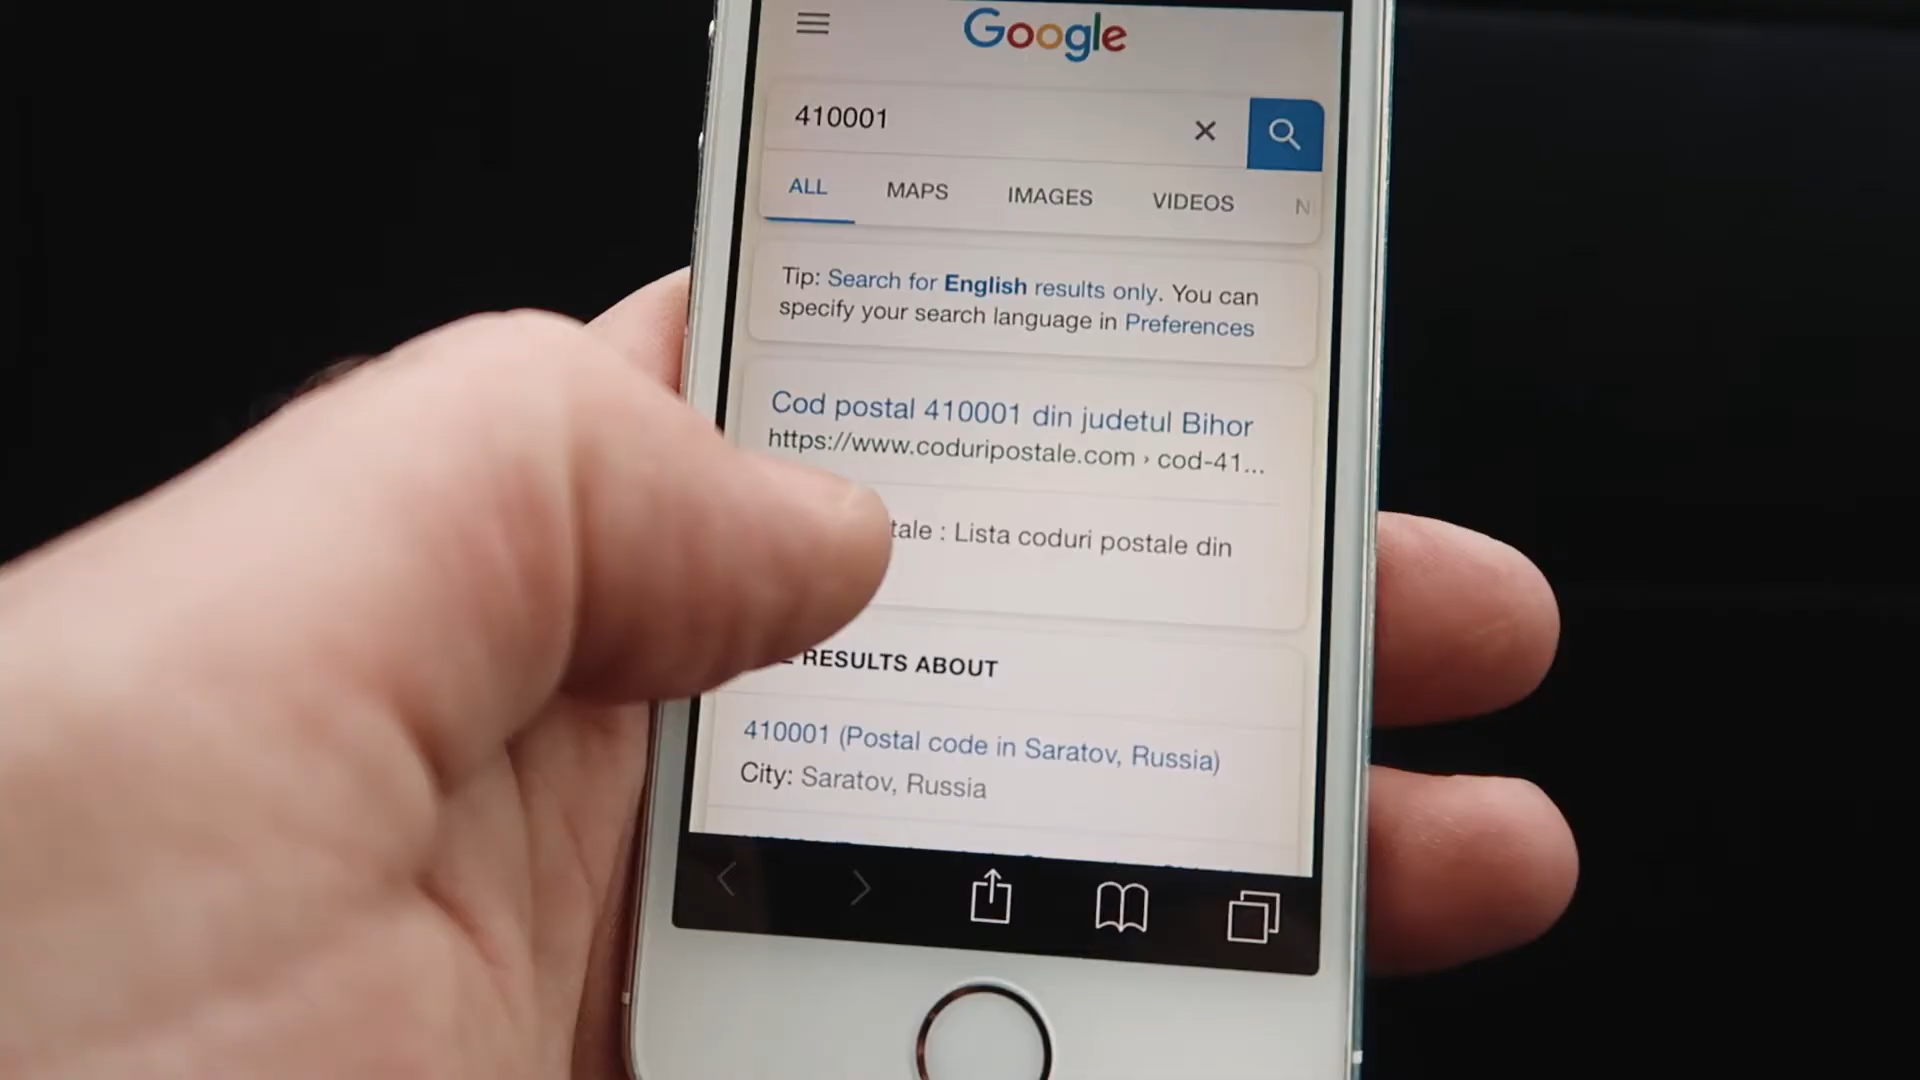 Google
410001
ALL MAPS IMAGES VIDEOS N
Tip: Search for English results only. You can
specify your search language in Preferences
Cod postal 410001 din judetul Bihor
https://www.coduripostale.com › cod-41...
tale : Lista coduri postale din
RESULTS ABOUT
410001 (Postal code in Saratov, Russia)
City: Saratov, Russia